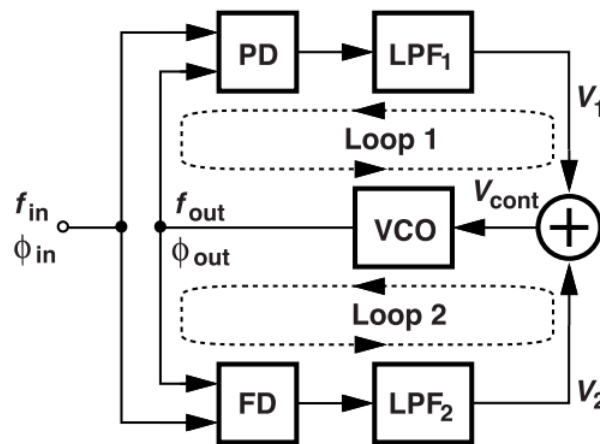 PD
LPF1
V1
Loop 1
fin
ϕin
fout
ϕout
VCO
Vcont
+
Loop 2
FD
LPF2
V2